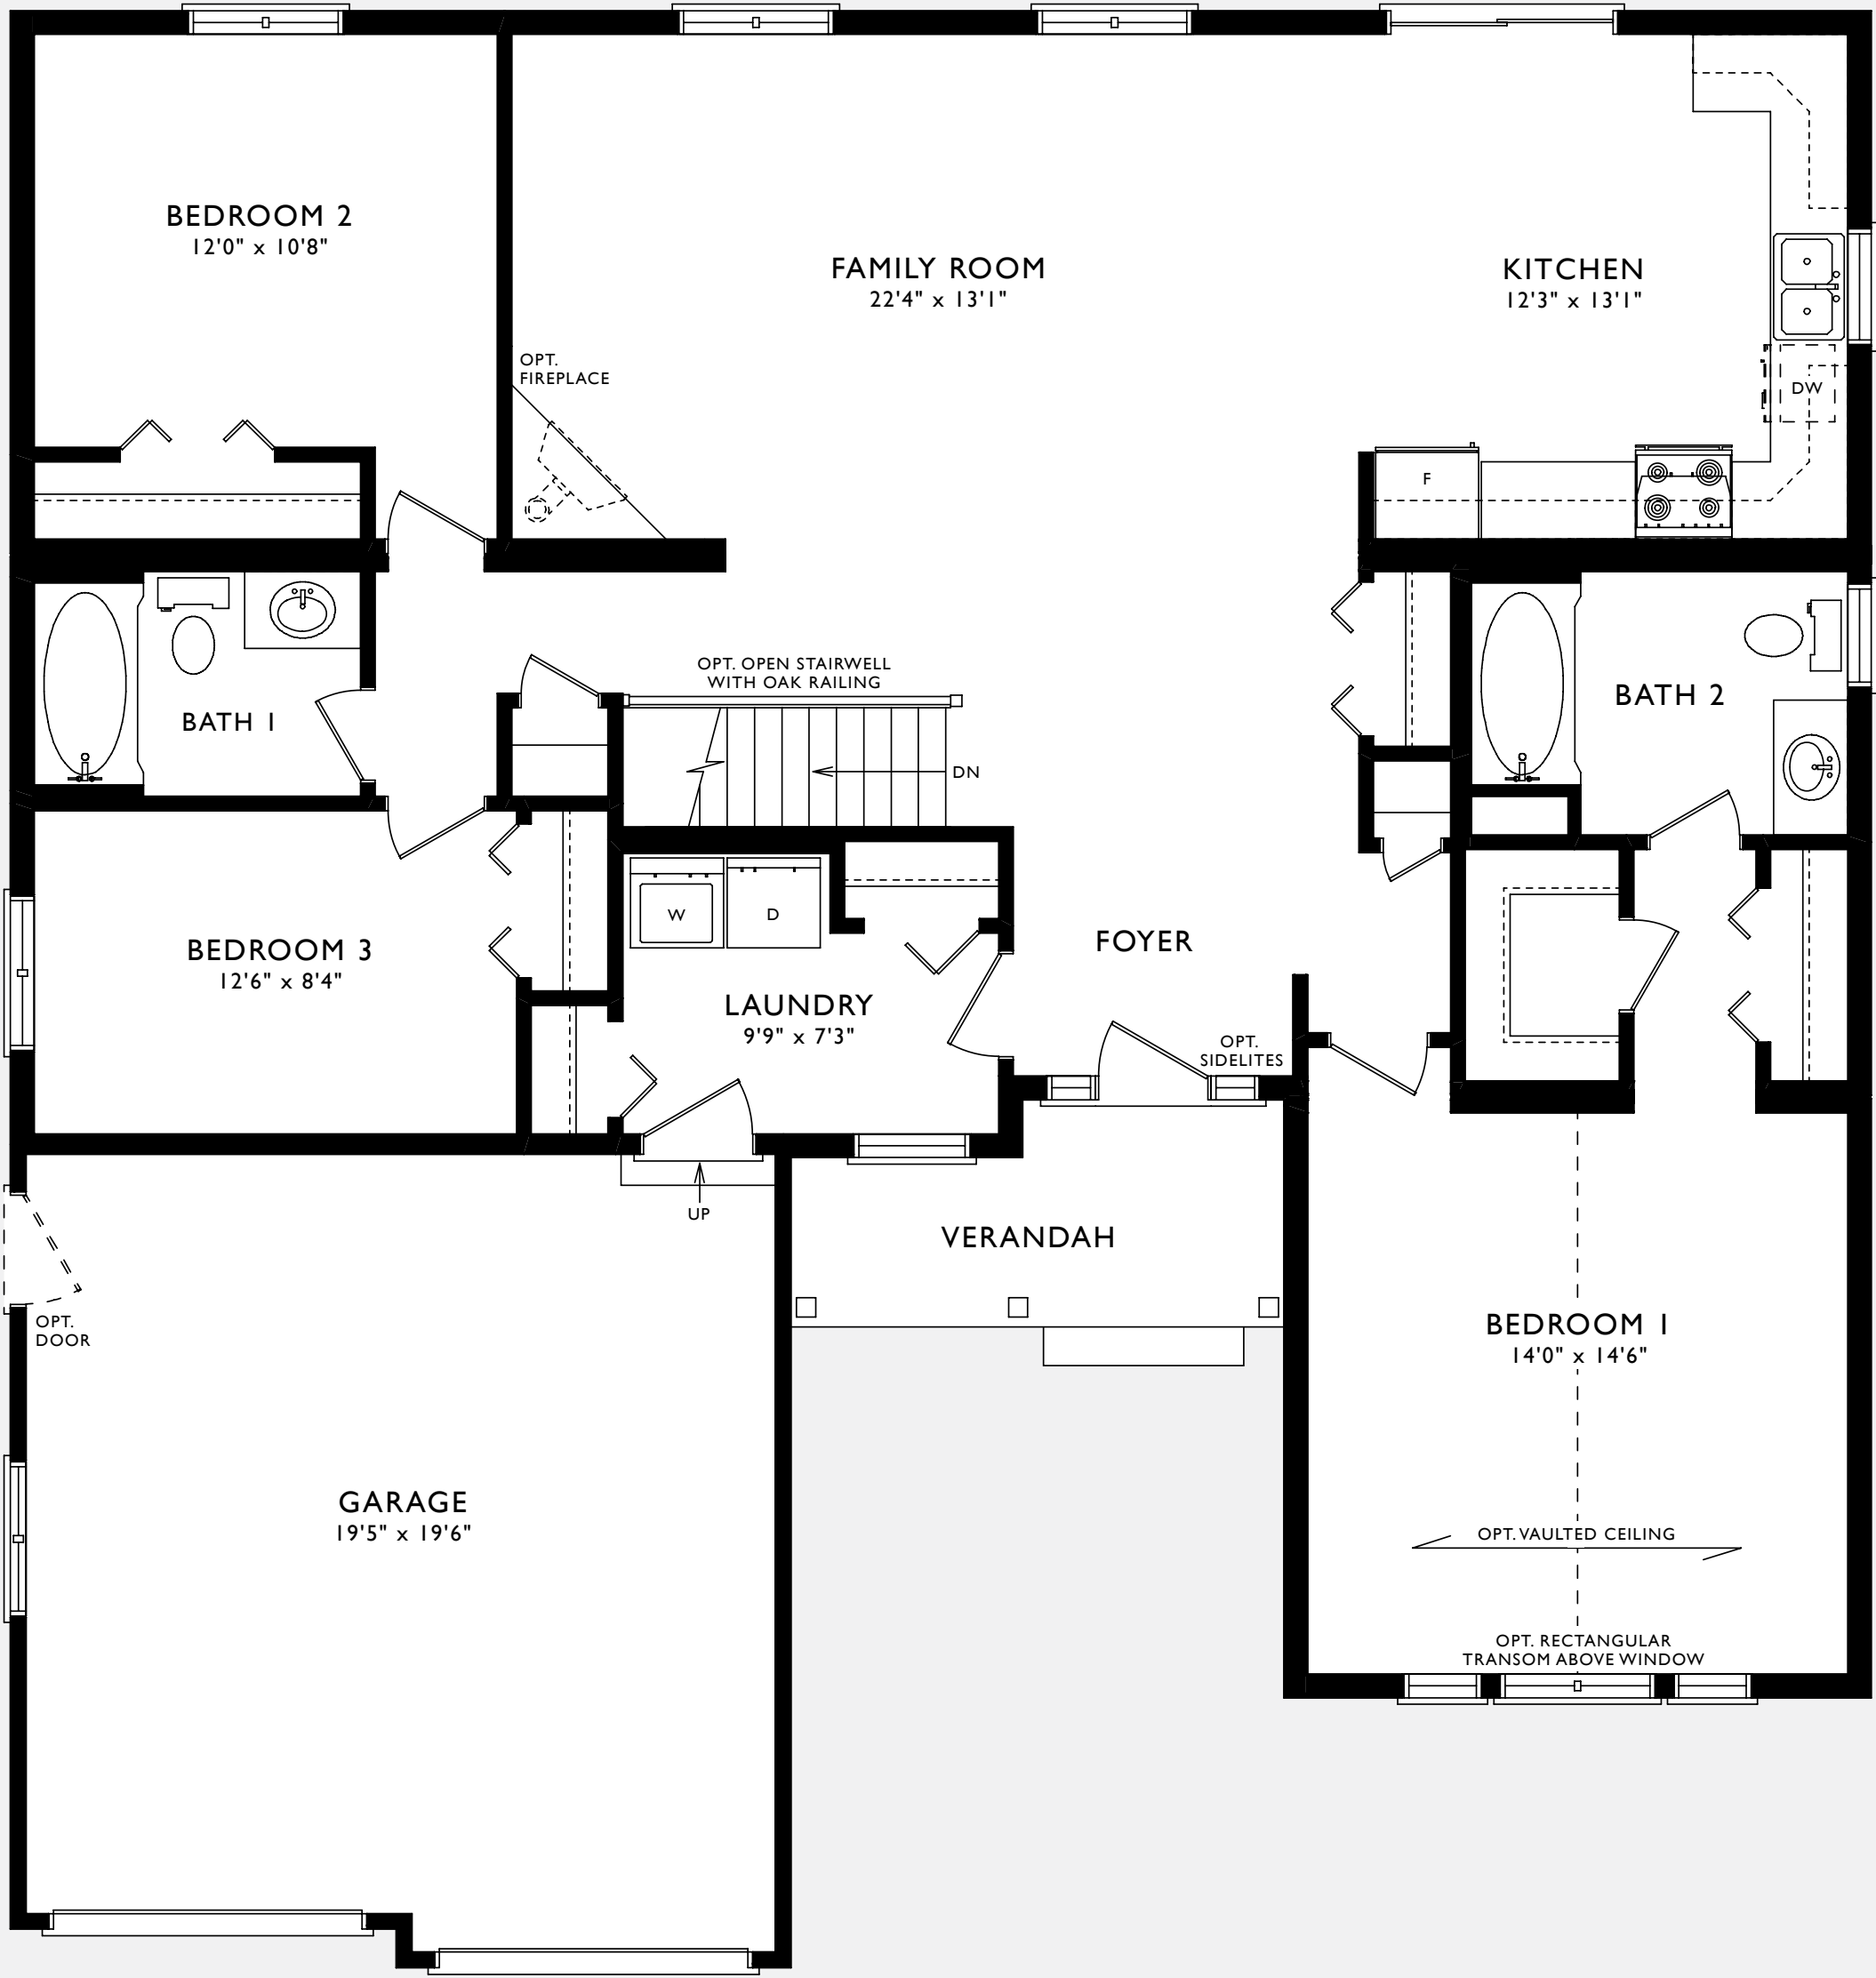 BEDROOM 2
12'0" x 10'8"
FAMILY ROOM
22'4" x 13'1"
KITCHEN
12'3" x 13'1"
OPT.
FIREPLACE
DW
F
OPT. OPEN STAIRWELL
WITH OAK RAILING
BATH 1
BATH 2
DN
W
D
BEDROOM 3
12'6" x 8'4"
FOYER
LAUNDRY
9'9" x 7'3"
OPT.
SIDELITES
UP
VERANDAH
OPT.
DOOR
BEDROOM 1
14'0" x 14'6"
GARAGE
19'5" x 19'6"
OPT. VAULTED CEILING
OPT. RECTANGULAR
TRANSOM ABOVE WINDOW